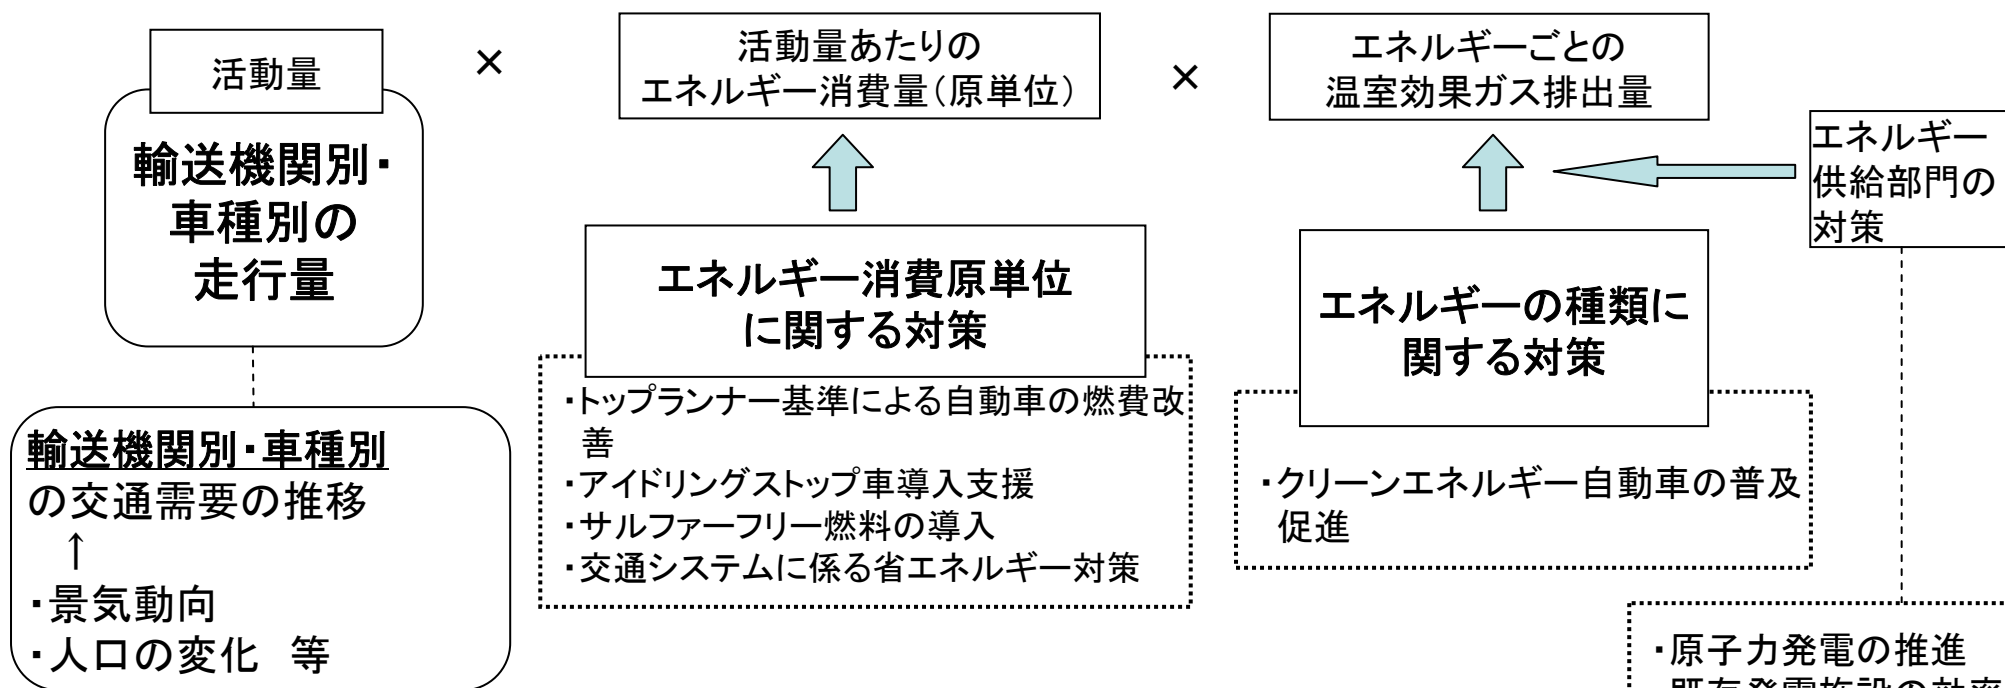 活動量
×
活動量あたりの
エネルギー消費量（原単位）
×
エネルギーごとの
温室効果ガス排出量
輸送機関別・
車種別の
走行量
エネルギー
供給部門の
対策
エネルギー消費原単位
に関する対策
エネルギーの種類に
関する対策
輸送機関別・車種別
の交通需要の推移
↑
・景気動向
・人口の変化　等
・トップランナー基準による自動車の燃費改
善
・アイドリングストップ車導入支援
・サルファーフリー燃料の導入
・交通システムに係る省エネルギー対策
・クリーンエネルギー自動車の普及
促進
・原子力発電の推進